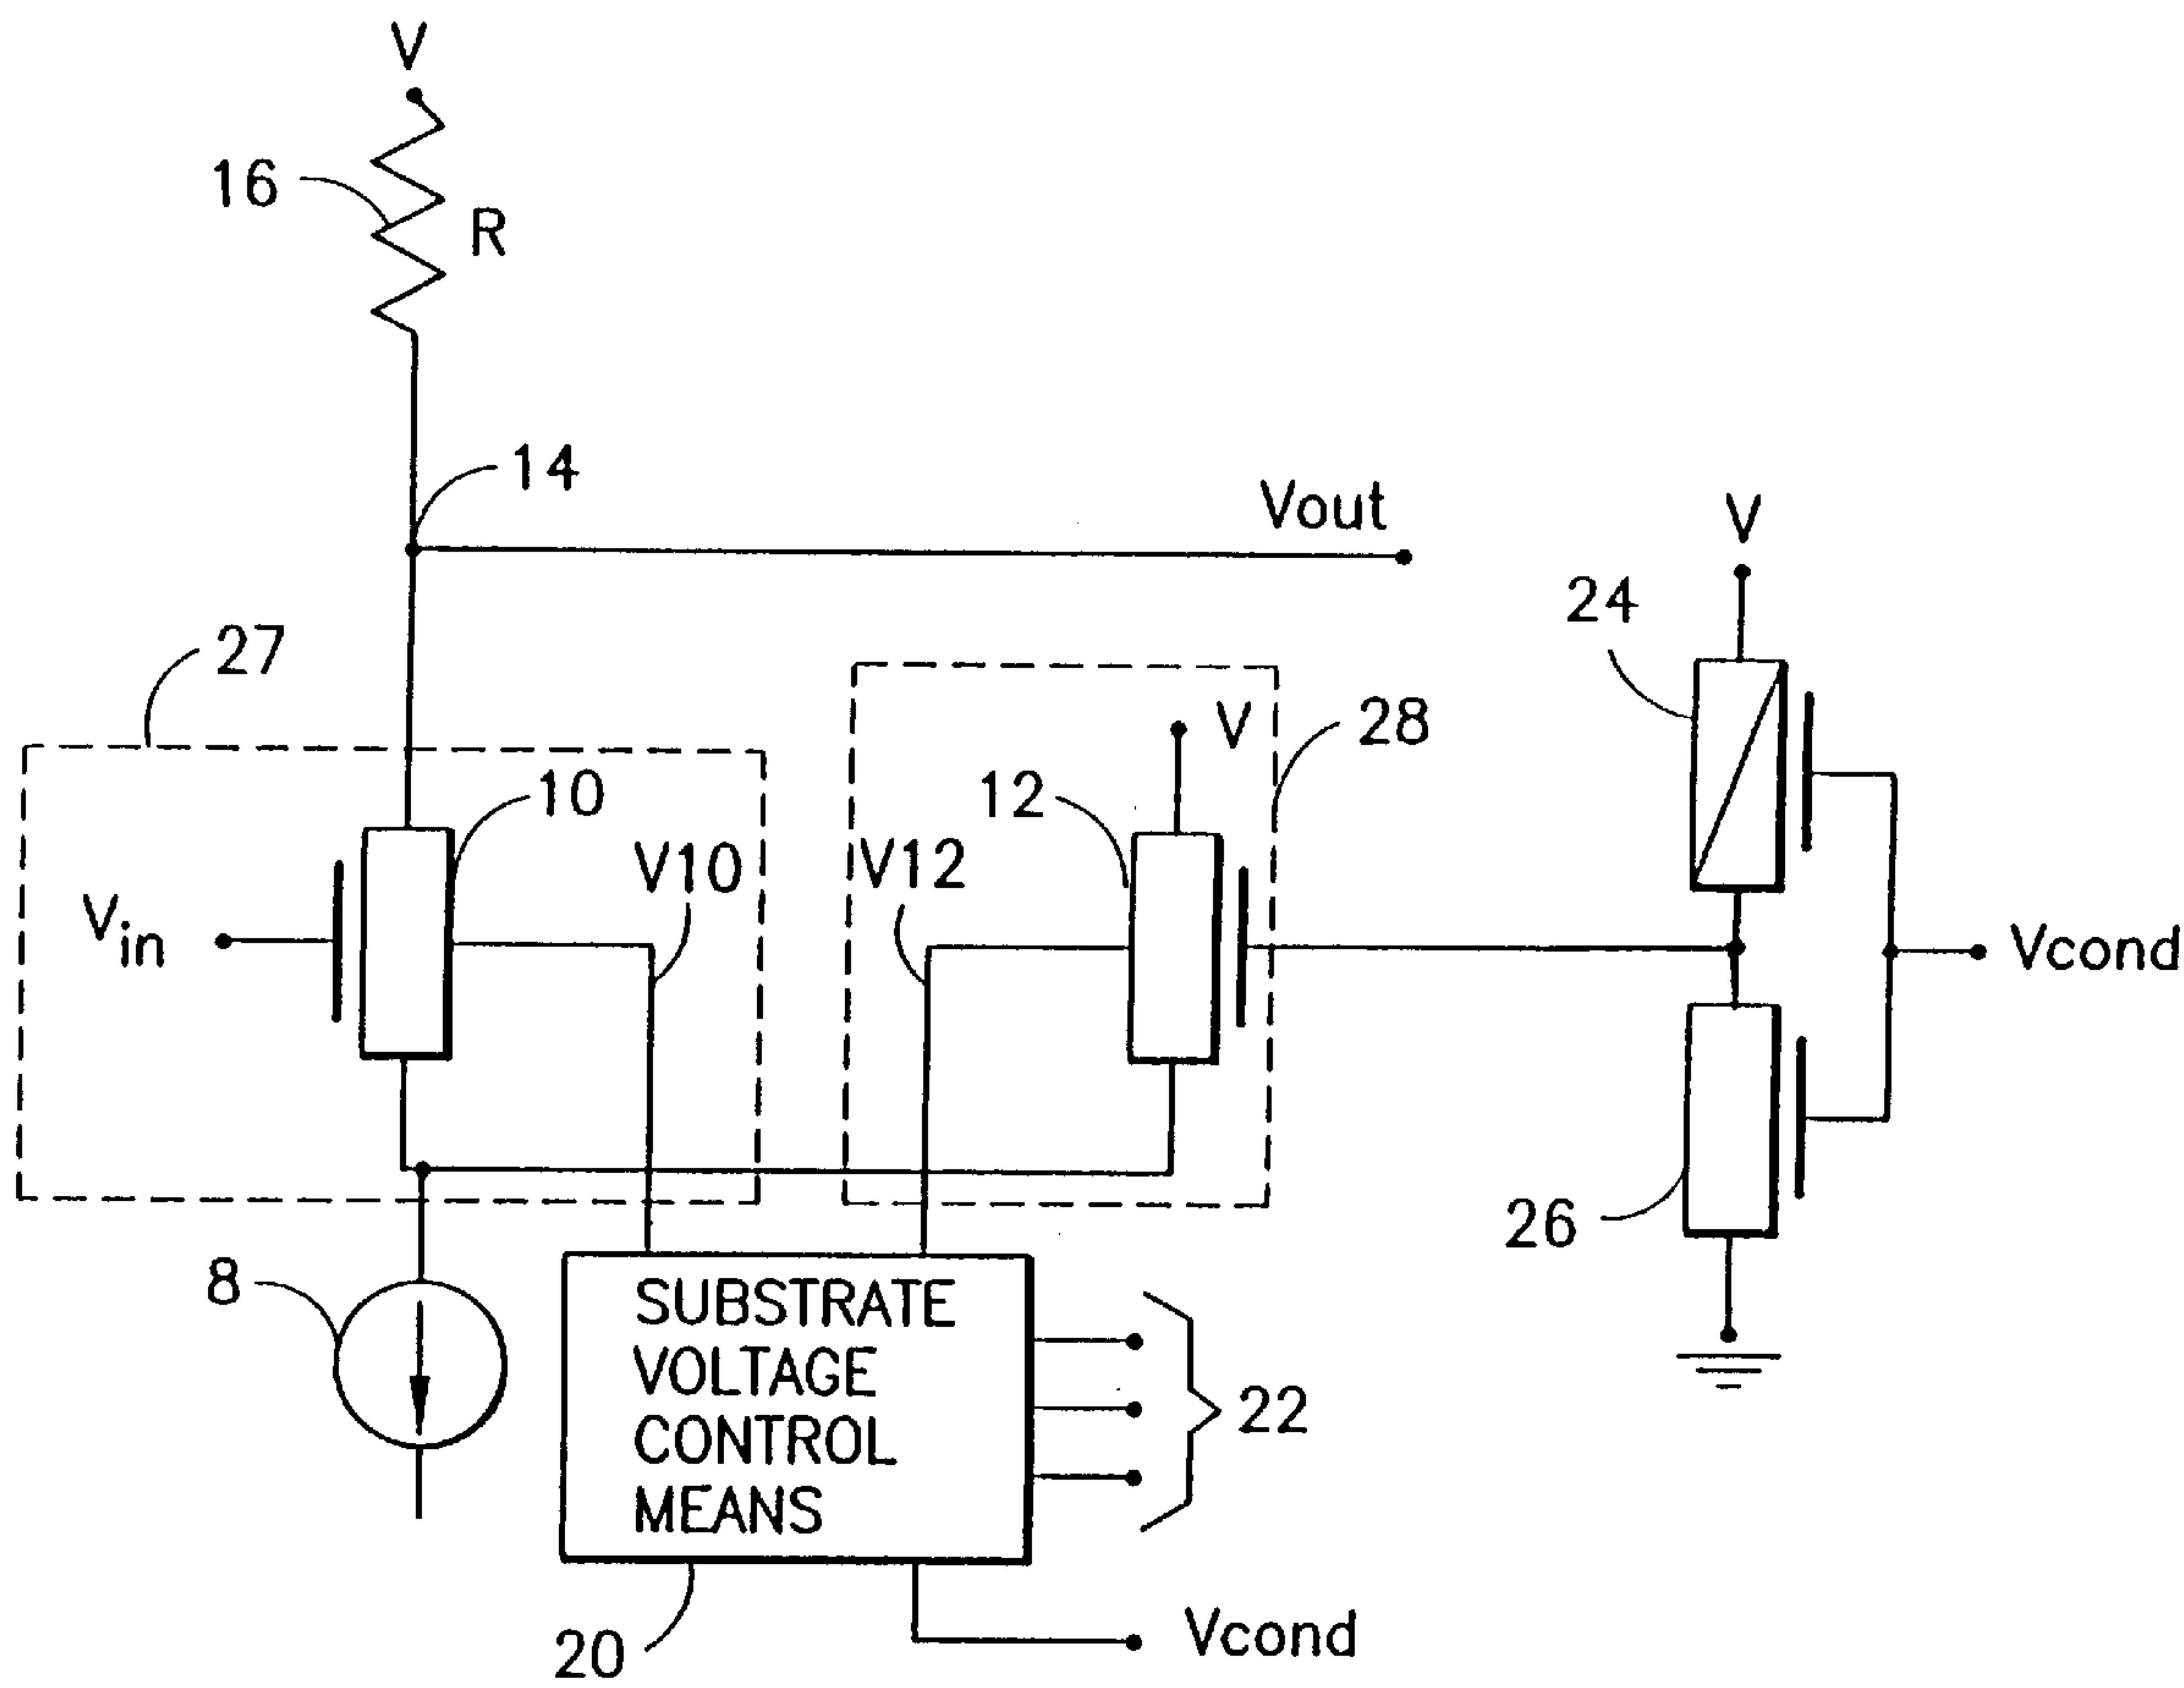 V
16
R
14
Vout
V
24
27
28
V
10
12
V10
V12
Vin
Vcond
26
8
SUBSTRATE
VOLTAGE
CONTROL
MEANS
22
20
Vcond